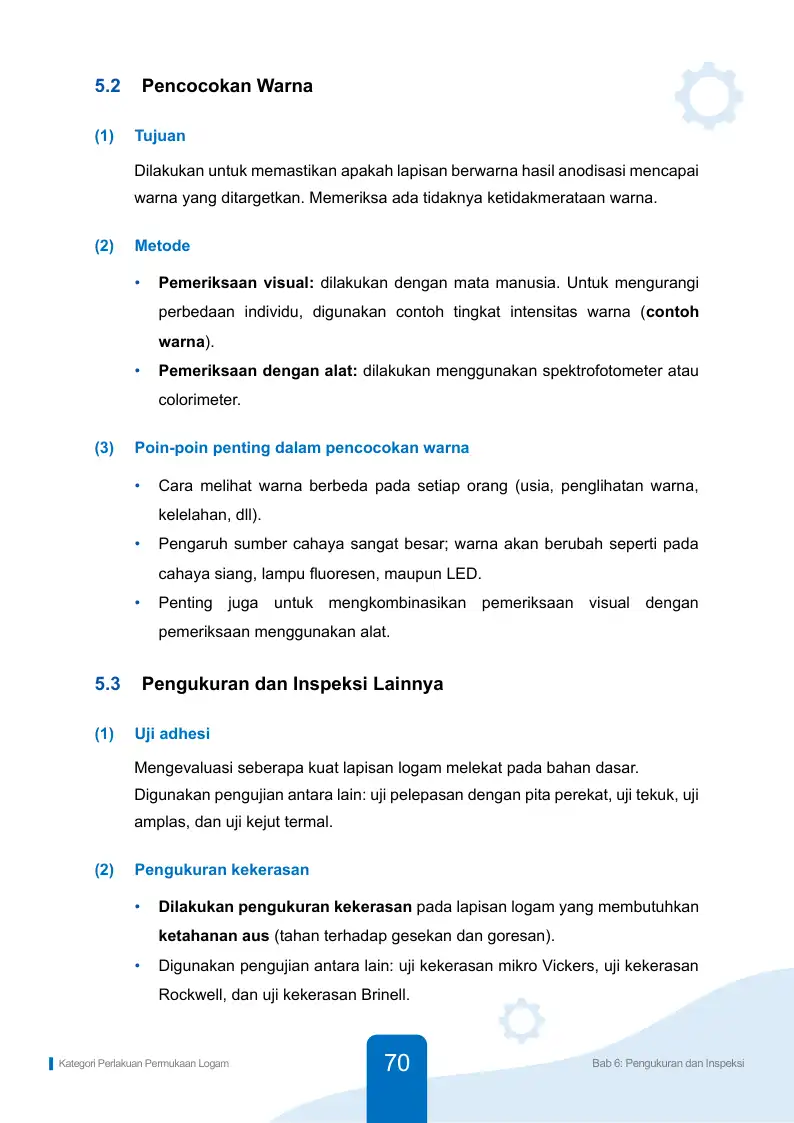 5.2 Pencocokan Warna
(1) Tujuan
Dilakukan untuk memastikan apakah lapisan berwarna hasil anodisasi mencapai
warna yang ditargetkan. Memeriksa ada tidaknya ketidakmerataan warna.
(2) Metode
• Pemeriksaan visual: dilakukan dengan mata manusia. Untuk mengurangi
perbedaan individu, digunakan contoh tingkat intensitas warna (contoh
warna).
• Pemeriksaan dengan alat: dilakukan menggunakan spektrofotometer atau
colorimeter.
(3) Poin-poin penting dalam pencocokan warna
• Cara melihat warna berbeda pada setiap orang (usia, penglihatan warna,
kelelahan, dll).
• Pengaruh sumber cahaya sangat besar; warna akan berubah seperti pada
cahaya siang, lampu fluoresen, maupun LED.
• Penting juga untuk mengkombinasikan pemeriksaan visual dengan
pemeriksaan menggunakan alat.
5.3 Pengukuran dan Inspeksi Lainnya
(1) Uji adhesi
Mengevaluasi seberapa kuat lapisan logam melekat pada bahan dasar.
Digunakan pengujian antara lain: uji pelepasan dengan pita perekat, uji tekuk, uji
amplas, dan uji kejut termal.
(2) Pengukuran kekerasan
• Dilakukan pengukuran kekerasan pada lapisan logam yang membutuhkan
ketahanan aus (tahan terhadap gesekan dan goresan).
• Digunakan pengujian antara lain: uji kekerasan mikro Vickers, uji kekerasan
Rockwell, dan uji kekerasan Brinell.
Kategori Perlakuan Permukaan Logam
70
Bab 6: Pengukuran dan Inspeksi